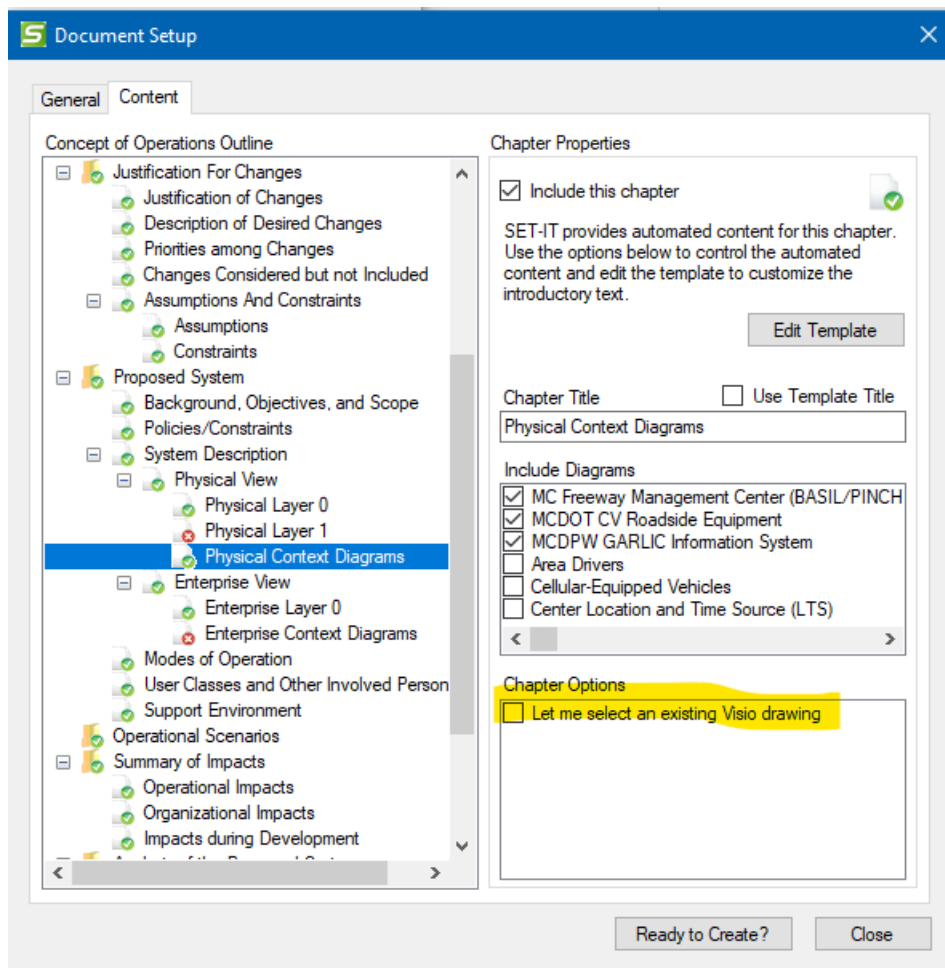 Document Setup
General
Content
Concept of Operations Outline
Justification For Changes
Justification of Changes
Description of Desired Changes
Priorities among Changes
Changes Considered but not Included
Assumptions And Constraints
Assumptions
Constraints
Proposed System
Background, Objectives, and Scope
Policies/Constraints
System Description
Physical View
Physical Layer 0
Physical Layer 1
Physical Context Diagrams
Enterprise View
Enterprise Layer 0
Enterprise Context Diagrams
Modes of Operation
User Classes and Other Involved Person
Support Environment
Operational Scenarios
Summary of Impacts
Operational Impacts
Organizational Impacts
Impacts during Development
Chapter Properties
Include this chapter
SET-IT provides automated content for this chapter.
Use the options below to control the automated
content and edit the template to customize the
introductory text.
Edit Template
Chapter Title
Use Template Title
Physical Context Diagrams
Include Diagrams
MC Freeway Management Center (BASIL/PINCH
MCDOT CV Roadside Equipment
MCDPW GARLIC Information System
Area Drivers
Cellular-Equipped Vehicles
Center Location and Time Source (LTS)
Chapter Options
Let me select an existing Visio drawing
Ready to Create?
Close